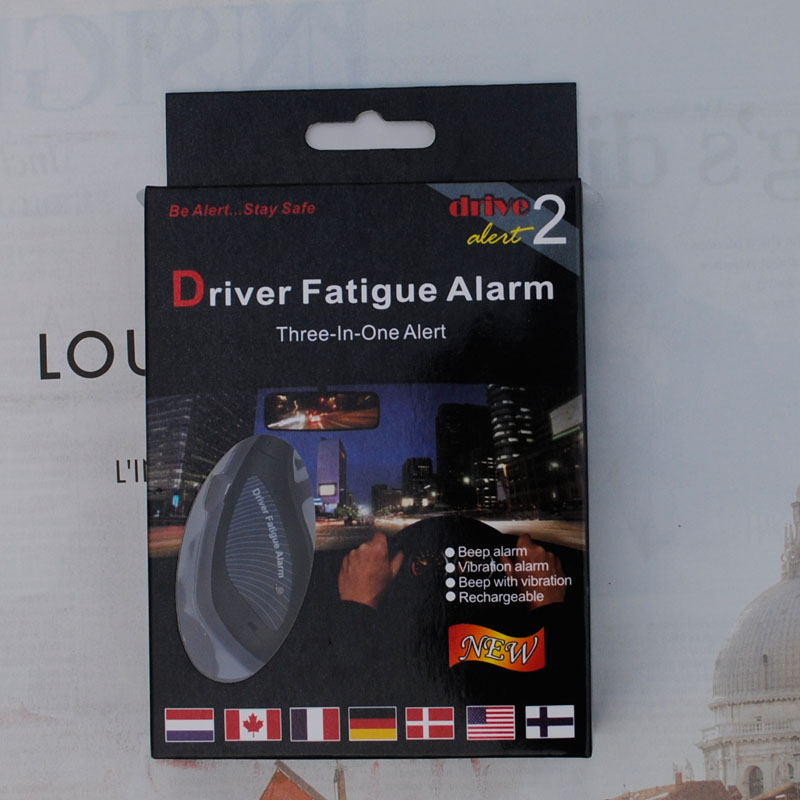 Be Alert...Stay Safe
drive
alert 2
Driver Fatigue Alarm
Three-In-One Alert
LOU
L'I
Driver Fatigue Alarm
Beep alarm
Vibration alarm
Beep with vibration
Rechargeable
NEW